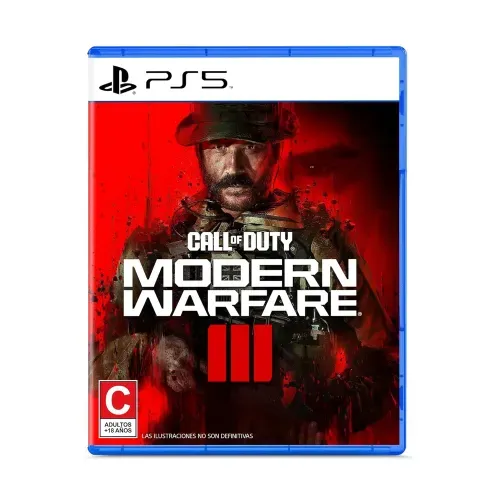 PS5
CALL OF DUTY
MODERN
WARFARE
III
C
ADULTOS
+18 AÑOS
LAS ILUSTRACIONES NO SON DEFINITIVAS